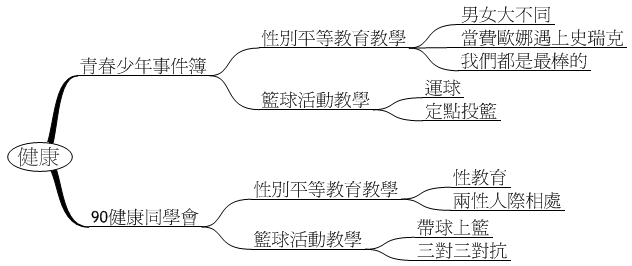 健康
青春少年事件簿
性別平等教育教學
男女大不同
當費歐娜遇上史瑞克
我們都是最棒的
籃球活動教學
運球
定點投籃
90健康同學會
性別平等教育教學
性教育
兩性人際相處
籃球活動教學
帶球上籃
三對三對抗